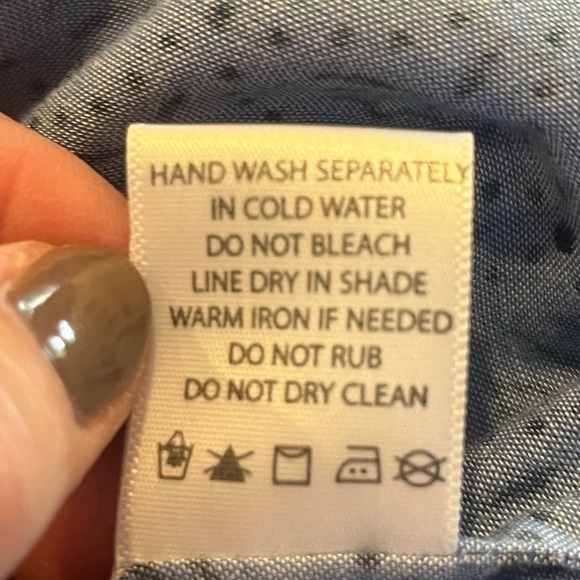 HAND WASH SEPARATELY
IN COLD WATER
DO NOT BLEACH
LINE DRY IN SHADE
WARM IRON IF NEEDED
DO NOT RUB
DO NOT DRY CLEAN